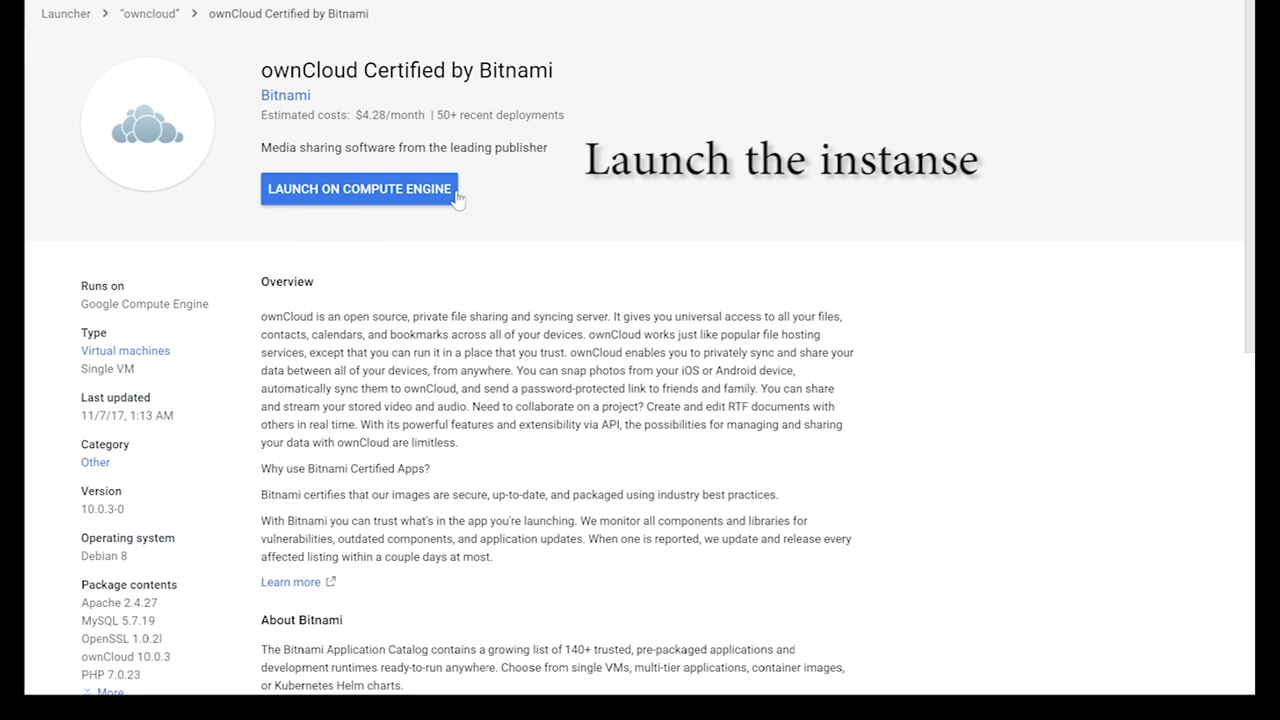 Launcher > "owncloud" > ownCloud Certified by Bitnami
ownCloud Certified by Bitnami
Bitnami
Estimated costs: $4.28/month | 50+ recent deployments
Media sharing software from the leading publisher
LAUNCH ON COMPUTE ENGINE
Launch the instanse
Runs on
Google Compute Engine
Type
Virtual machines
Single VM
Last updated
11/7/17, 1:13 AM
Category
Other
Version
10.0.3-0
Operating system
Debian 8
Package contents
Apache 2.4.27
MySQL 5.7.19
OpenSSL 1.0.2l
ownCloud 10.0.3
PHP 7.0.23
More
Overview
ownCloud is an open source, private file sharing and syncing server. It gives you universal access to all your files,
contacts, calendars, and bookmarks across all of your devices. ownCloud works just like popular file hosting
services, except that you can run it in a place that you trust. ownCloud enables you to privately sync and share your
data between all of your devices, from anywhere. You can snap photos from your iOS or Android device,
automatically sync them to ownCloud, and send a password-protected link to friends and family. You can share
and stream your stored video and audio. Need to collaborate on a project? Create and edit RTF documents with
others in real time. With its powerful features and extensibility via API, the possibilities for managing and sharing
your data with ownCloud are limitless.
Why use Bitnami Certified Apps?
Bitnami certifies that our images are secure, up-to-date, and packaged using industry best practices.
With Bitnami you can trust what's in the app you're launching. We monitor all components and libraries for
vulnerabilities, outdated components, and application updates. When one is reported, we update and release every
affected listing within a couple days at most.
Learn more
About Bitnami
The Bitnami Application Catalog contains a growing list of 140+ trusted, pre-packaged applications and
development runtimes ready-to-run anywhere. Choose from single VMs, multi-tier applications, container images,
or Kubernetes Helm charts.